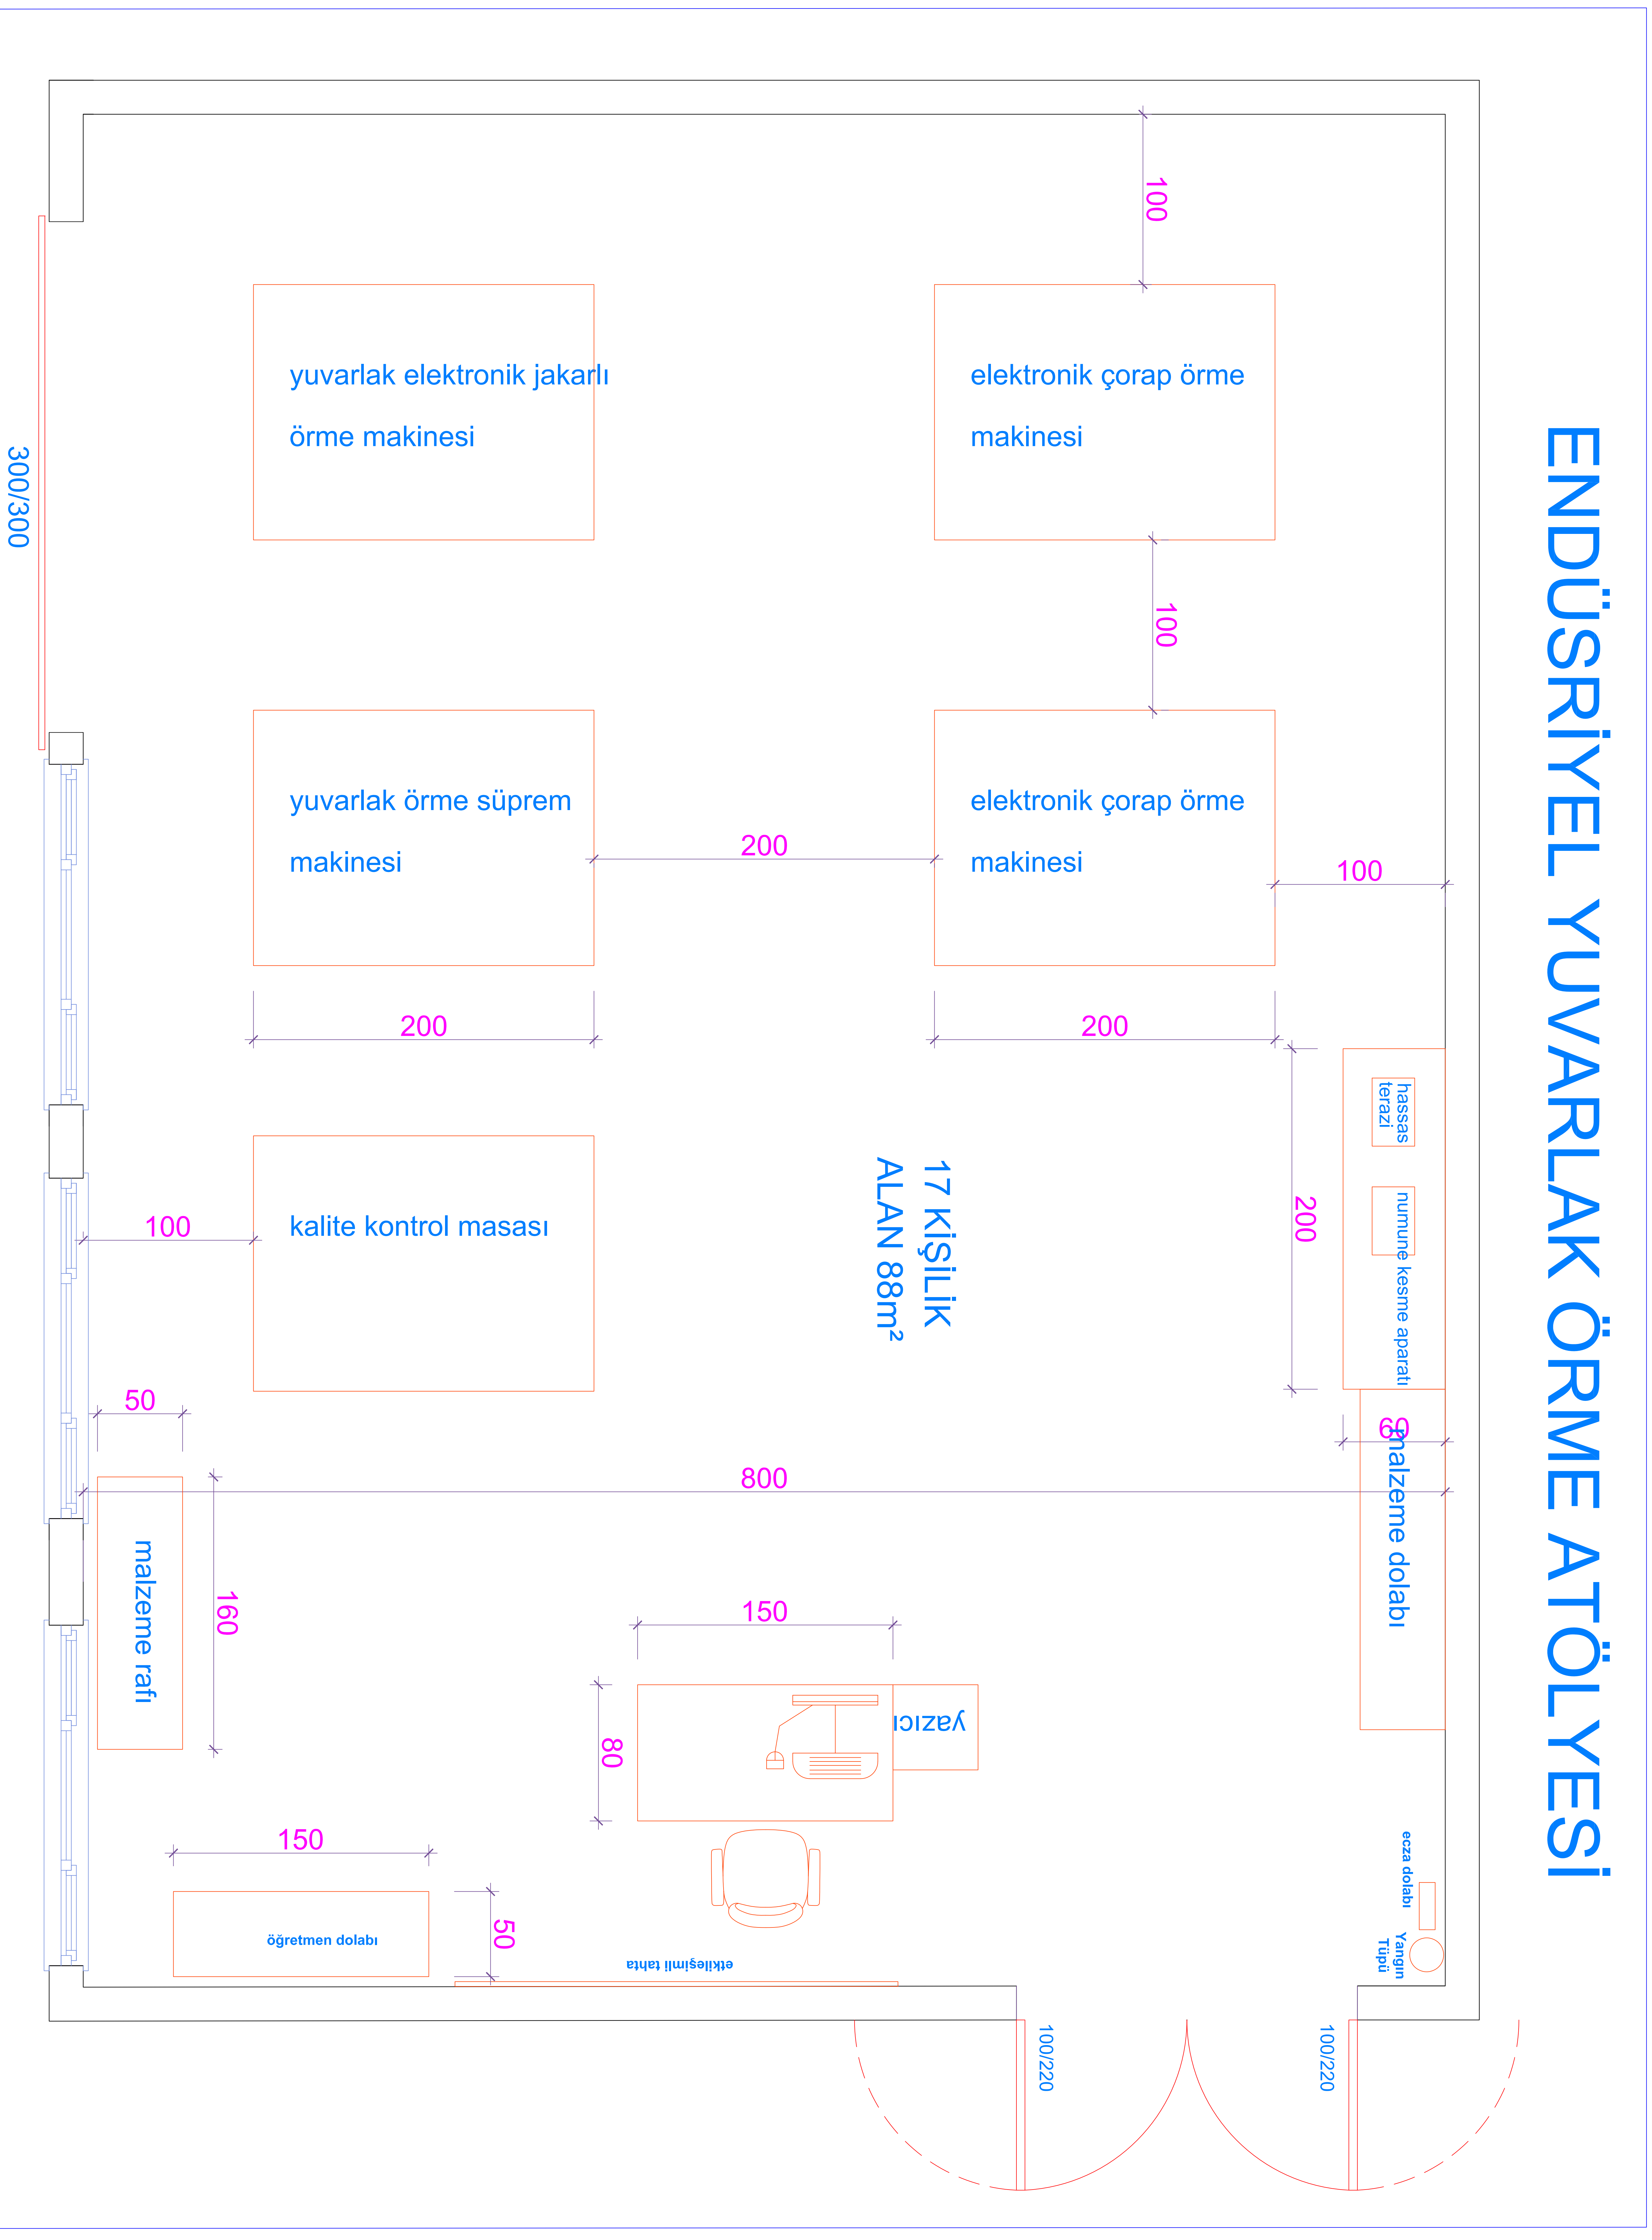 ENDÜSRİYEL YUVARLAK ÖRME ATÖLYESİ
100
yuvarlak elektronik jakarlı
örme makinesi
elektronik çorap örme
makinesi
300/300
100
yuvarlak örme süprem
makinesi
elektronik çorap örme
makinesi
200
100
200
200
hassas
terazi
numune kesme aparatı
200
17 KİŞİLİK
ALAN 88m²
kalite kontrol masası
100
50
60
malzeme dolabı
800
malzeme rafı
160
150
yazıcı
80
150
ecza dolabı
Yangın
Tüpü
öğretmen dolabı
50
etkileşimli tahta
100/220
100/220